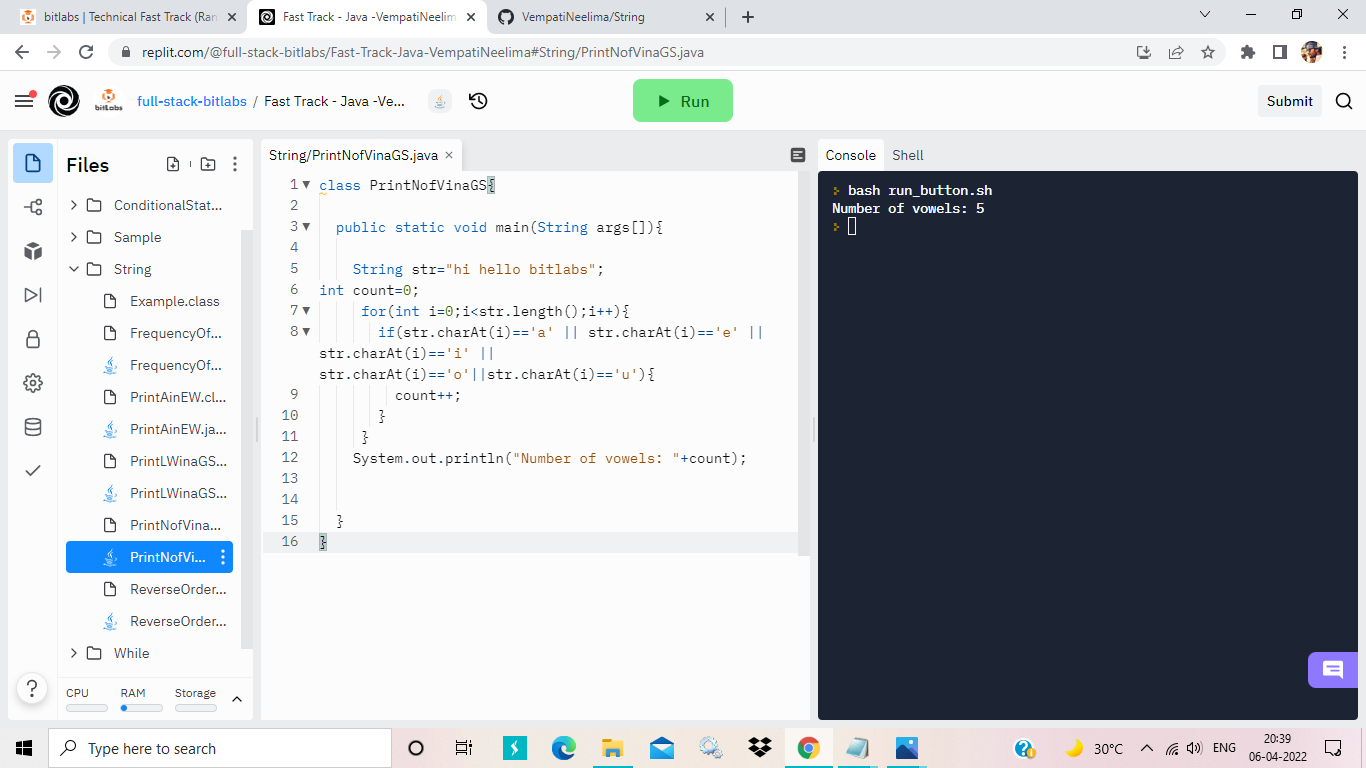 bitlabs | Technical Fast Track (Ran
Fast Track - Java -VempatiNeelima
VempatiNeelima/String
replit.com/@full-stack-bitlabs/Fast-Track-Java-VempatiNeelima#String/PrintNofVinaGS.java
bitLabs
full-stack-bitlabs / Fast Track - Java -Ve...
Run
Submit
Files
ConditionalStat...
Sample
String
Example.class
FrequencyOf...
FrequencyOf...
PrintAinEW.cl...
PrintAinEW.ja...
PrintLWinaGS...
PrintLWinaGS...
PrintNofVina...
PrintNofVi...
ReverseOrder...
ReverseOrder...
While
CPU RAM Storage
?
String/PrintNofVinaGS.java
1 class PrintNofVinaGS{
2
3 public static void main(String args[]){
4
5 String str="hi hello bitlabs";
6 int count=0;
7 for(int i=0;i<str.length();i++){
8 if(str.charAt(i)=='a' || str.charAt(i)=='e' ||
str.charAt(i)=='i' ||
str.charAt(i)=='o'||str.charAt(i)=='u'){
9 count++;
10 }
11 }
12 System.out.println("Number of vowels: "+count);
13
14
15 }
16 }
Console Shell
bash run_button.sh
Number of vowels: 5
Type here to search
30°C
ENG
20:39
06-04-2022